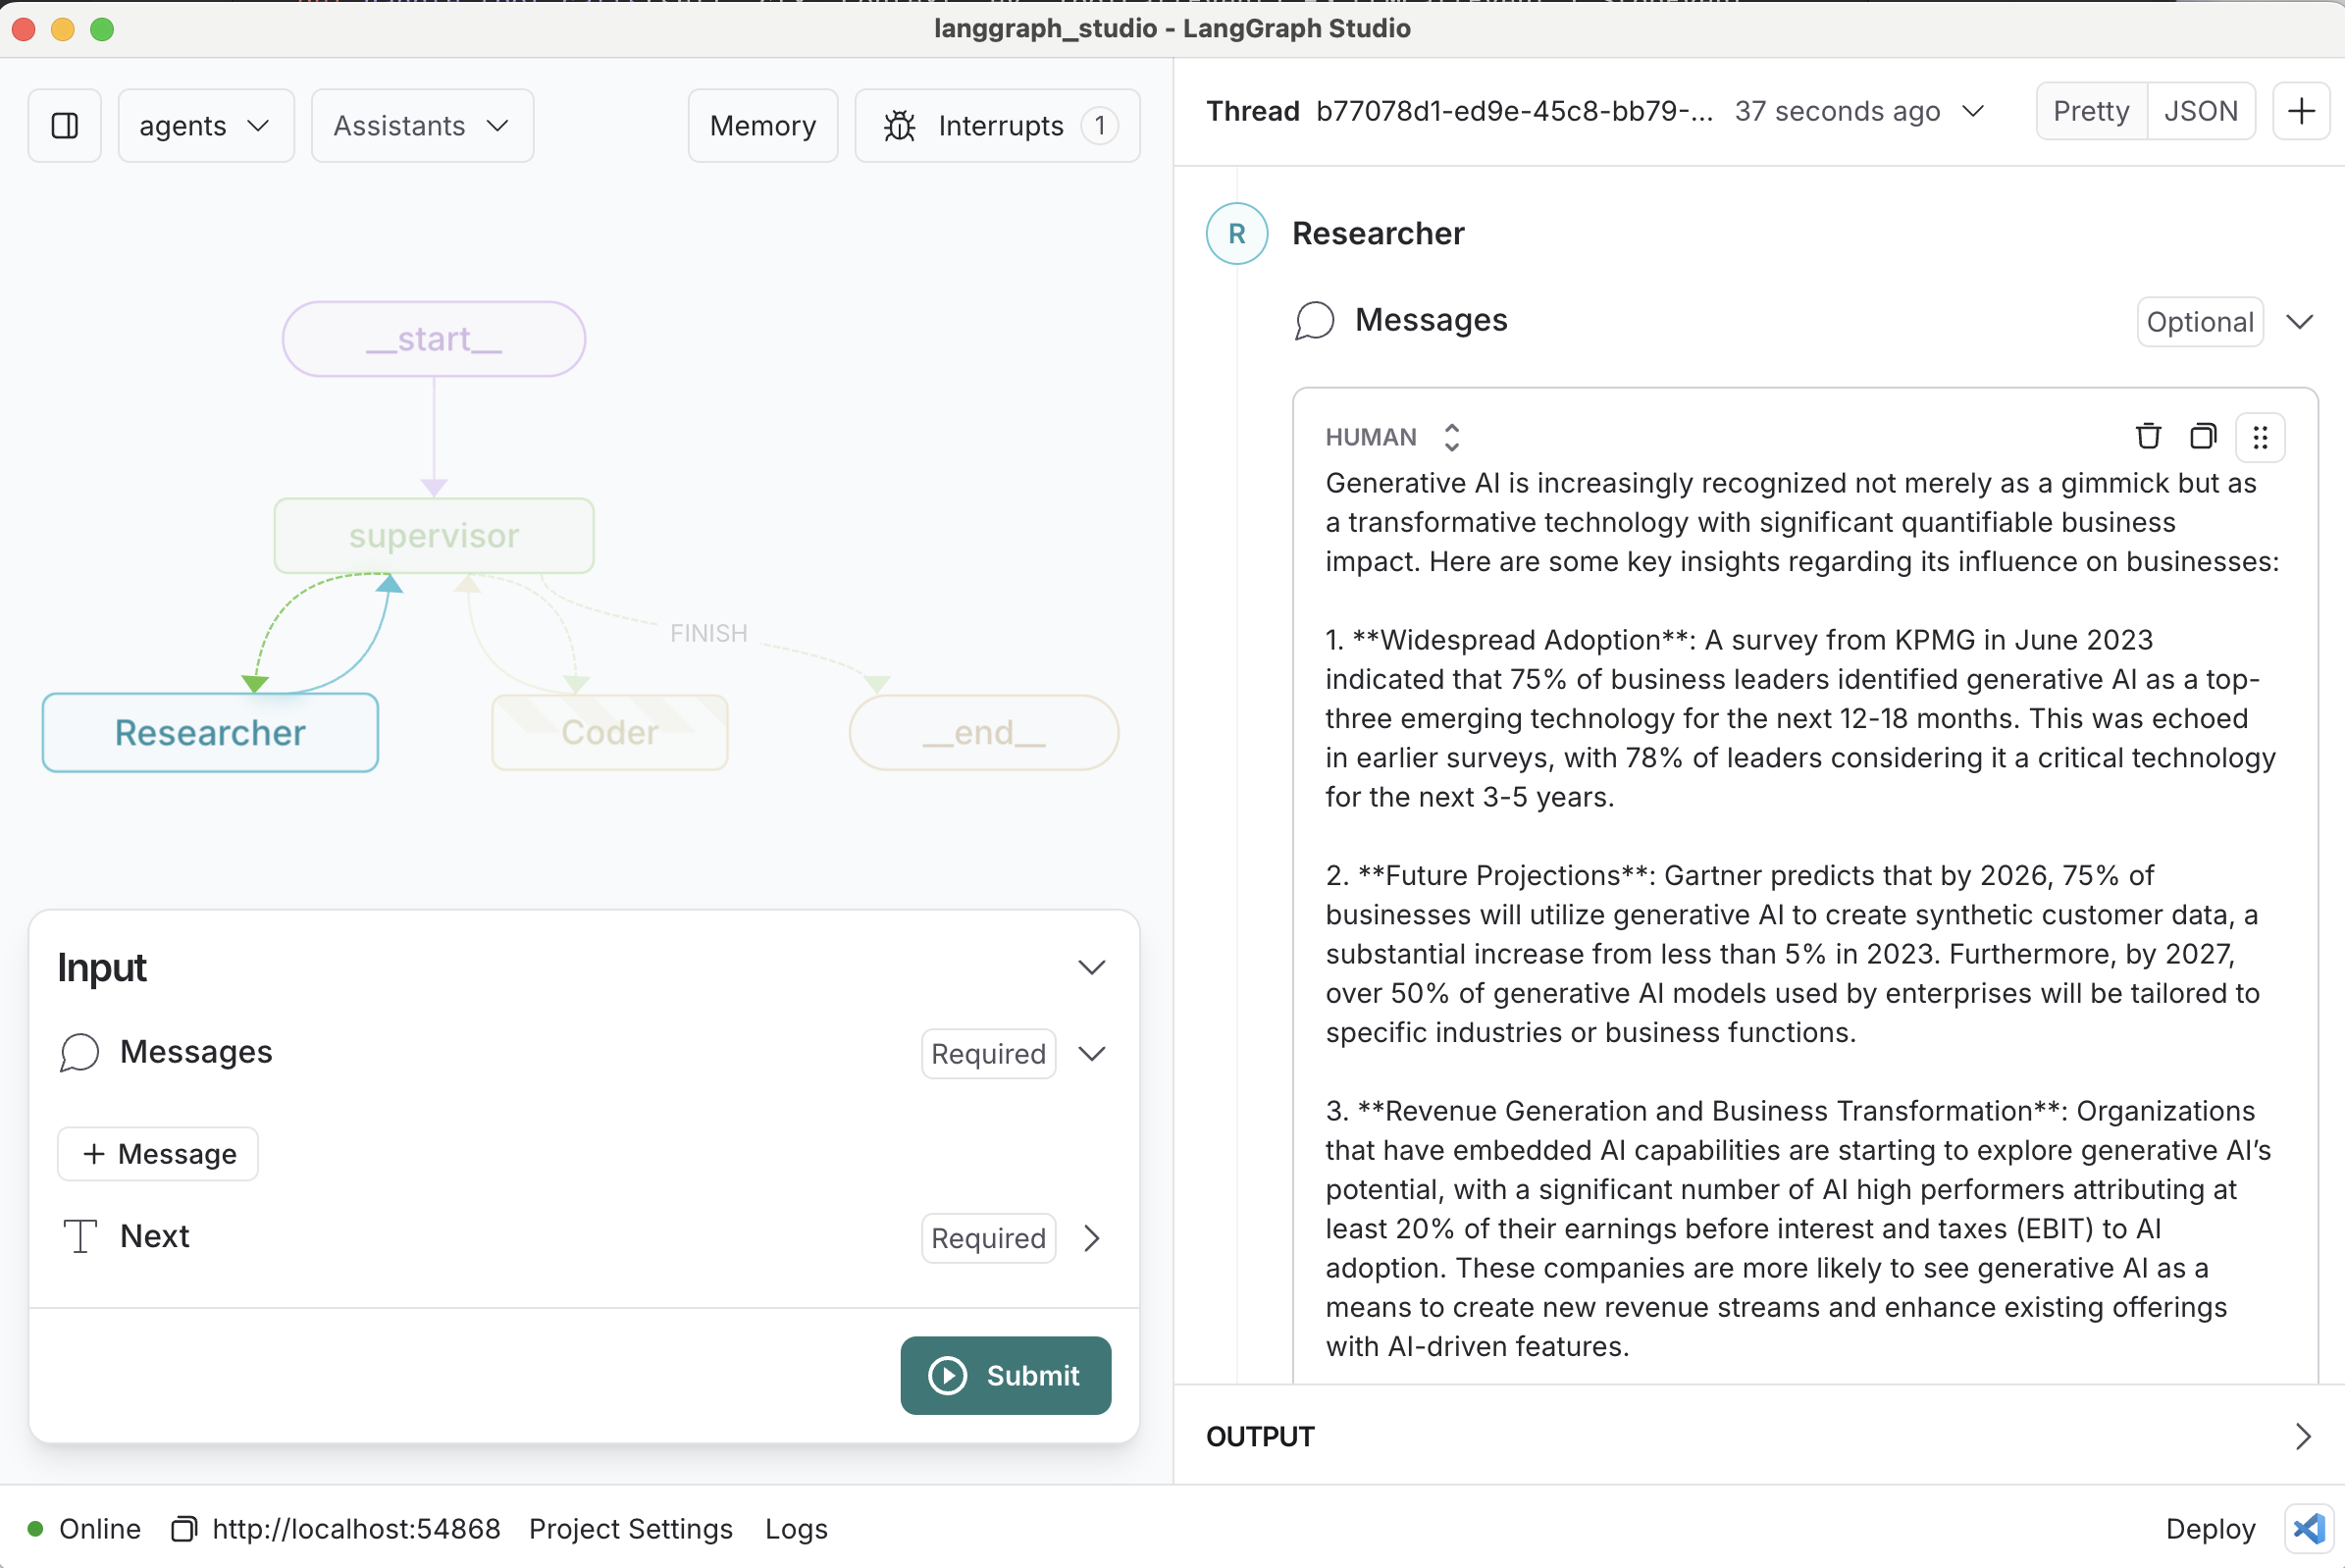 langgraph_studio - LangGraph Studio
agents
Assistants
Memory
Interrupts 1
__start__
supervisor
FINISH
Researcher
Coder
__end__
Input
Messages
Required
+ Message
Next
Required
Submit
Thread b77078d1-ed9e-45c8-bb79-... 37 seconds ago
Pretty
JSON
R
Researcher
Messages
Optional
HUMAN
Generative AI is increasingly recognized not merely as a gimmick but as
a transformative technology with significant quantifiable business
impact. Here are some key insights regarding its influence on businesses:
1. **Widespread Adoption**: A survey from KPMG in June 2023
indicated that 75% of business leaders identified generative AI as a top-
three emerging technology for the next 12-18 months. This was echoed
in earlier surveys, with 78% of leaders considering it a critical technology
for the next 3-5 years.
2. **Future Projections**: Gartner predicts that by 2026, 75% of
businesses will utilize generative AI to create synthetic customer data, a
substantial increase from less than 5% in 2023. Furthermore, by 2027,
over 50% of generative AI models used by enterprises will be tailored to
specific industries or business functions.
3. **Revenue Generation and Business Transformation**: Organizations
that have embedded AI capabilities are starting to explore generative AI’s
potential, with a significant number of AI high performers attributing at
least 20% of their earnings before interest and taxes (EBIT) to AI
adoption. These companies are more likely to see generative AI as a
means to create new revenue streams and enhance existing offerings
with AI-driven features.
OUTPUT
Online
http://localhost:54868
Project Settings
Logs
Deploy